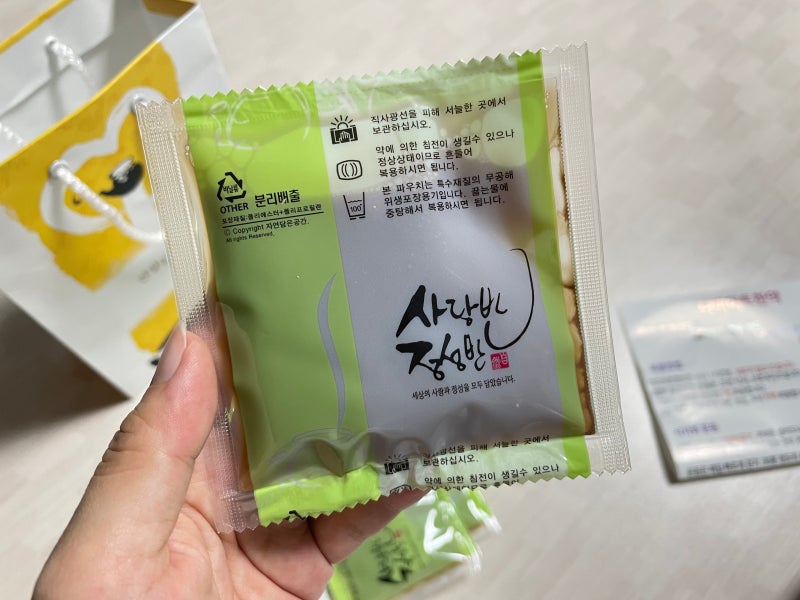 직사광선을 피해 서늘한 곳에서
보관하십시오.
약에 의한 침전이 생길수 있으나
정상상태이므로 흔들어
복용하시면 됩니다.
본 파우치는 특수재질의 무공해
위생포장용기입니다. 끓는물에
중탕해서 복용하시면 됩니다.
100°
비닐류
OTHER 분리배출
포장재질:폴리에스터+폴리프로필렌
ⓒ Copyright 자연담은공간.
All rights Reserved.
사랑반
정성반
세상의 사랑과 정성을 모두 담았습니다.
직사광선을 피해 서늘한 곳에서
보관하십시오.
약에 의한 침전이 생길수 있으나